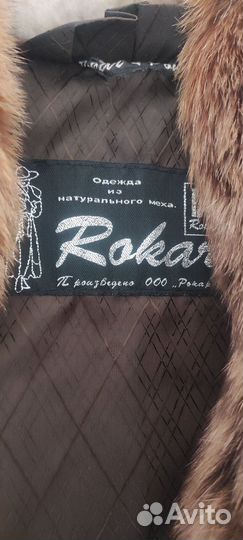 Одежда
из
натурального меха.
Rokar
Произведено ООО „Рокар
Avito